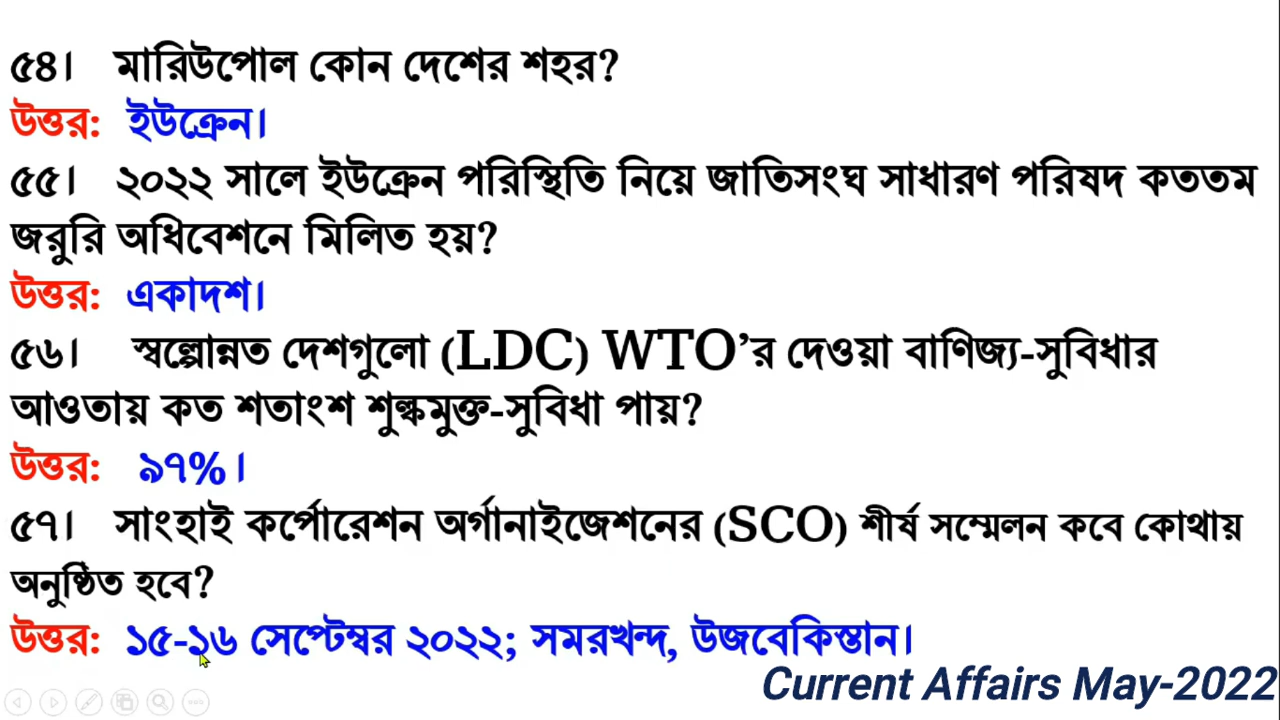 ৫৪।   মারিউপোল কোন দেশের শহর?
উত্তর:  ইউক্রেন।
৫৫।   ২০২২ সালে ইউক্রেন পরিস্থিতি নিয়ে জাতিসংঘ সাধারণ পরিষদ কততম
জরুরি অধিবেশনে মিলিত হয়?
উত্তর:  একাদশ।
৫৬।    স্বল্পোন্নত দেশগুলো (LDC) WTO’র দেওয়া বাণিজ্য-সুবিধার
আওতায় কত শতাংশ শুল্কমুক্ত-সুবিধা পায়?
উত্তর:   ৯৭%।
৫৭।   সাংহাই কর্পোরেশন অর্গানাইজেশনের (SCO) শীর্ষ সম্মেলন কবে কোথায়
অনুষ্ঠিত হবে?
উত্তর:  ১৫-১৬ সেপ্টেম্বর ২০২২; সমরখন্দ, উজবেকিস্তান।
Current Affairs May-2022